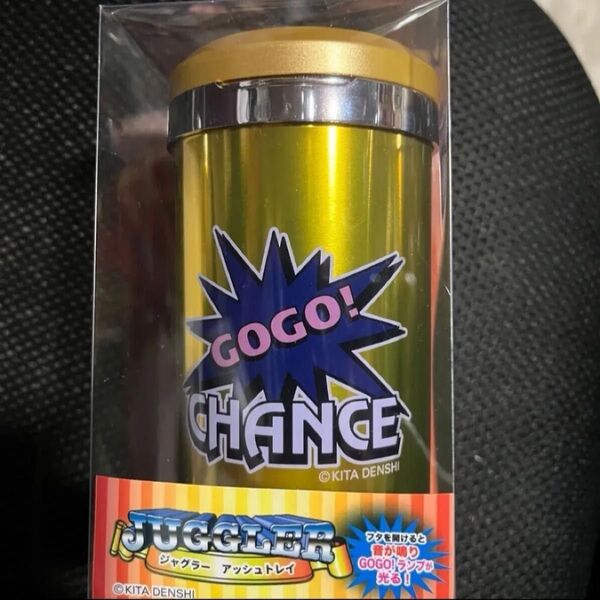 GOGO!
CHANCE
©KITA DENSHI
JUGGLER
ジャグラー アッシュトレイ
フタを開けると
音が鳴り
GOGO!ランプが
光る!
©KITA DENSHI